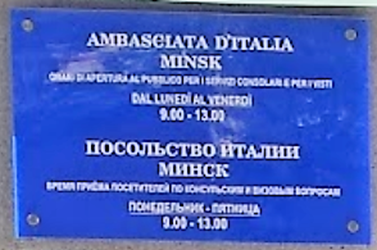 AMBASCIATA D'ITALIA
MINSK
ORARI DI APERTURA AL PUBBLICO PER I SERVIZI CONSOLARI E PER I VISTI
DAL LUNEDÌ AL VENERDÌ
9.00 - 13.00
ПОСОЛЬСТВО ИТАЛИИ
МИНСК
ВРЕМЯ ПРИЁМА ПОСЕТИТЕЛЕЙ ПО КОНСУЛЬСКИМ И ВИЗОВЫМ ВОПРОСАМ
ПОНЕДЕЛЬНИК - ПЯТНИЦА
9.00 - 13.00